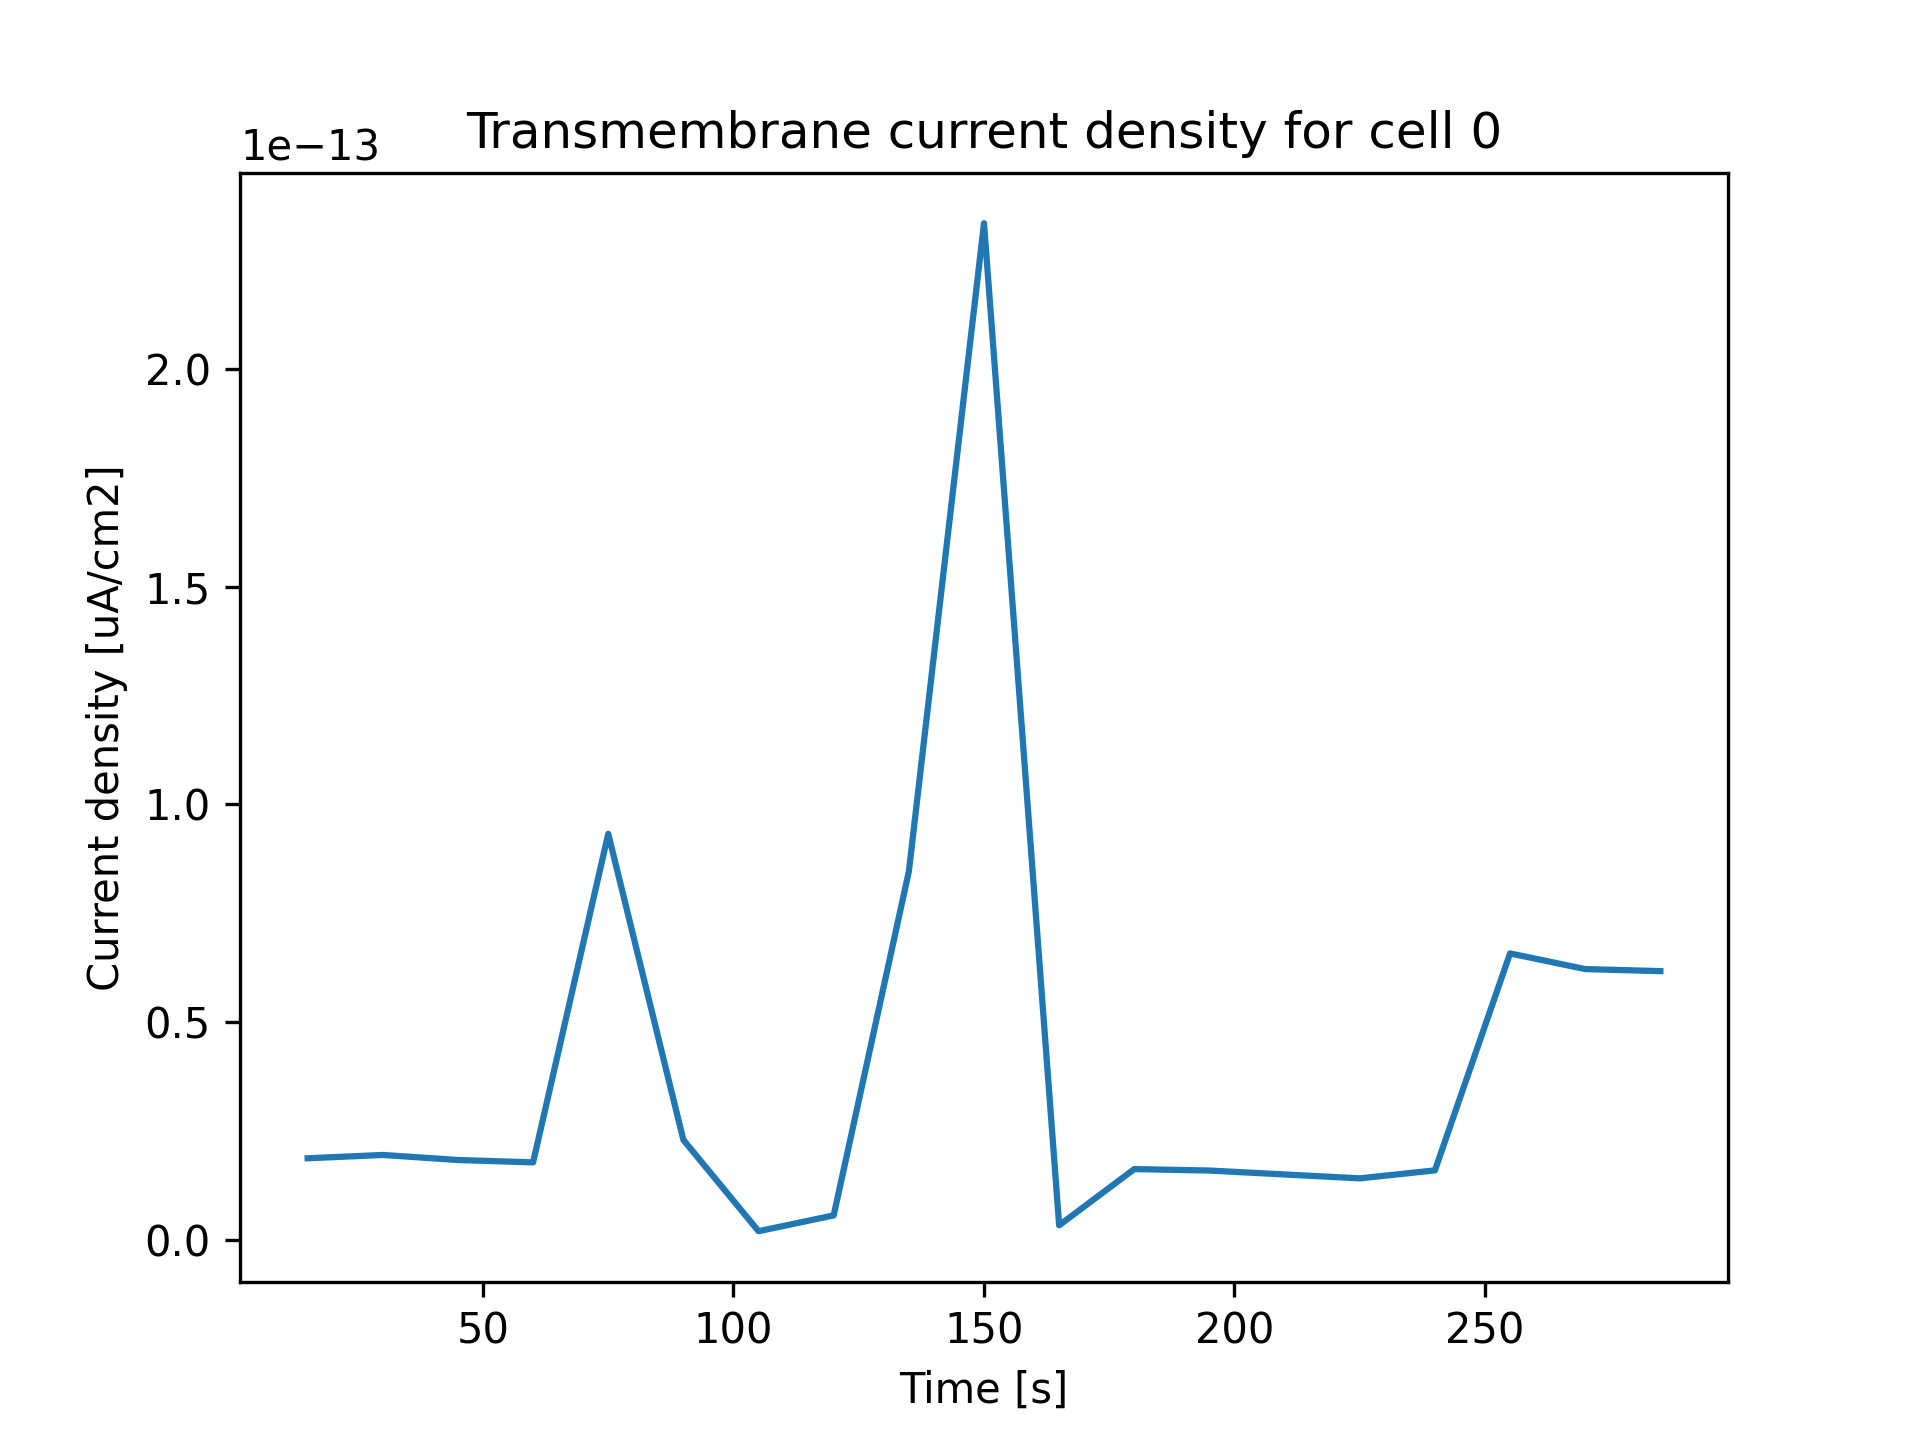 Transmembrane current density for cell 0
1e−13
2.0
1.5
1.0
0.5
0.0
Current density [uA/cm2]
50 100 150 200 250
Time [s]